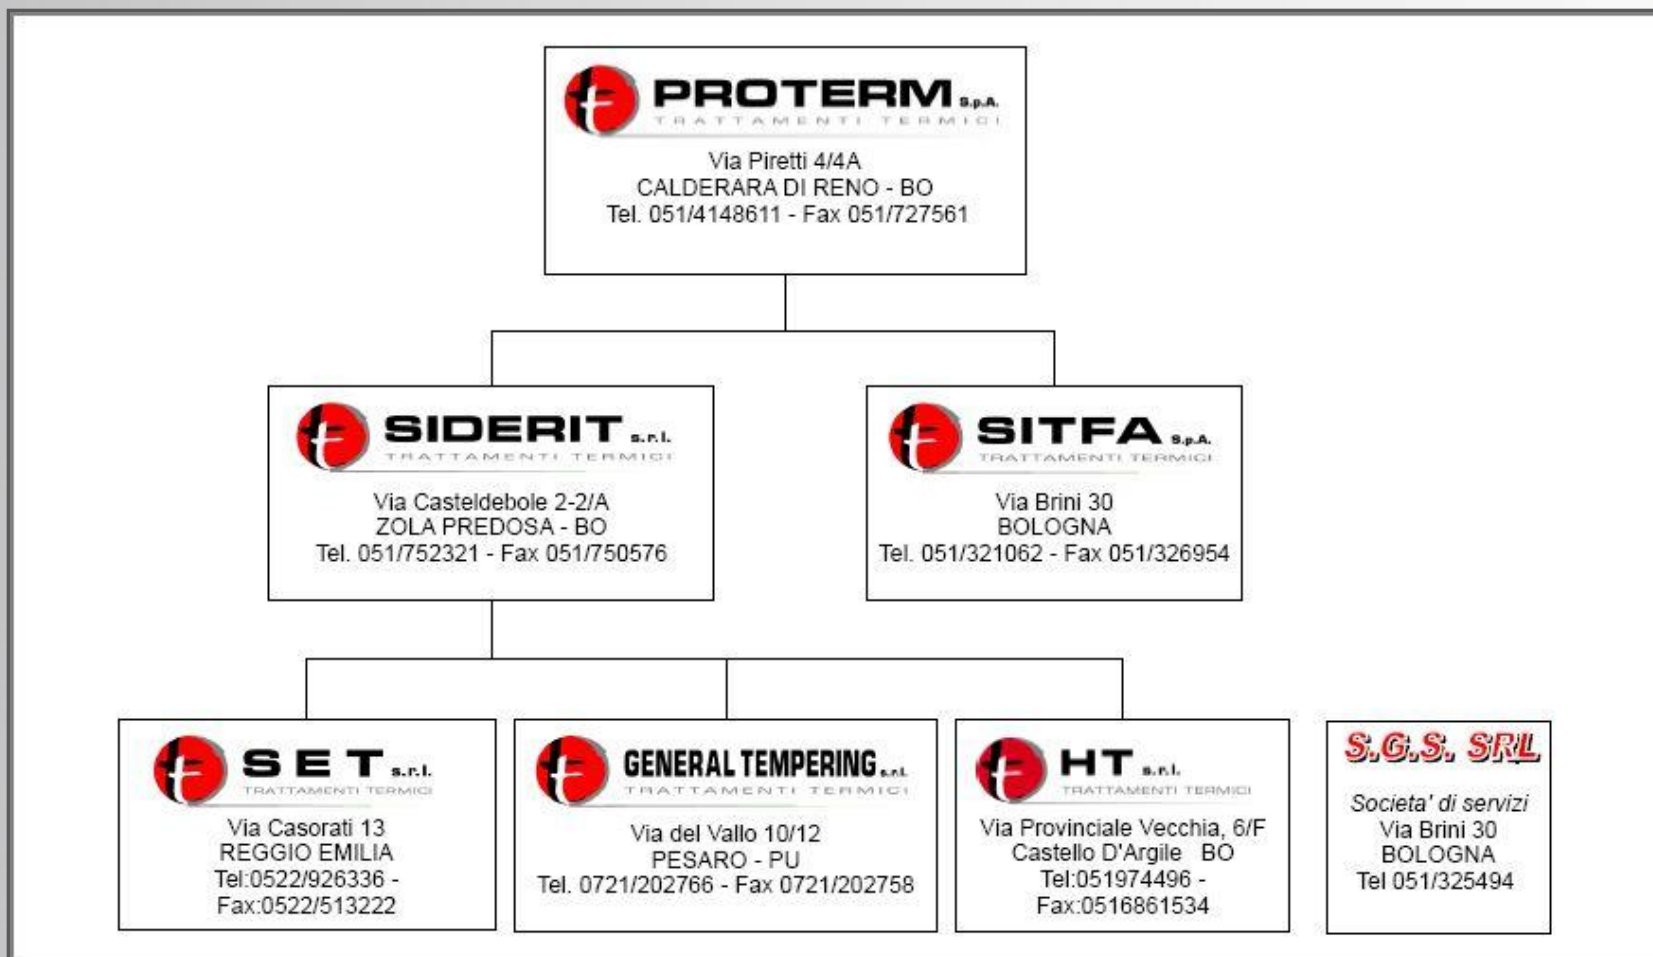 PROTERM S.p.A.
TRATTAMENTI TERMICI
Via Piretti 4/4A
CALDERARA DI RENO - BO
Tel. 051/4148611 - Fax 051/727561
SIDERIT s.r.l.
TRATTAMENTI TERMICI
Via Casteldebole 2-2/A
ZOLA PREDOSA - BO
Tel. 051/752321 - Fax 051/750576
SITFA S.p.A.
TRATTAMENTI TERMICI
Via Brini 30
BOLOGNA
Tel. 051/321062 - Fax 051/326954
SET s.r.l.
TRATTAMENTI TERMICI
Via Casorati 13
REGGIO EMILIA
Tel:0522/926336 -
Fax:0522/513222
GENERAL TEMPERING s.r.l.
TRATTAMENTI TERMICI
Via del Vallo 10/12
PESARO - PU
Tel. 0721/202766 - Fax 0721/202758
HT s.r.l.
TRATTAMENTI TERMICI
Via Provinciale Vecchia, 6/F
Castello D'Argile BO
Tel:051974496 -
Fax:0516861534
S.G.S. SRL
Societa' di servizi
Via Brini 30
BOLOGNA
Tel 051/325494